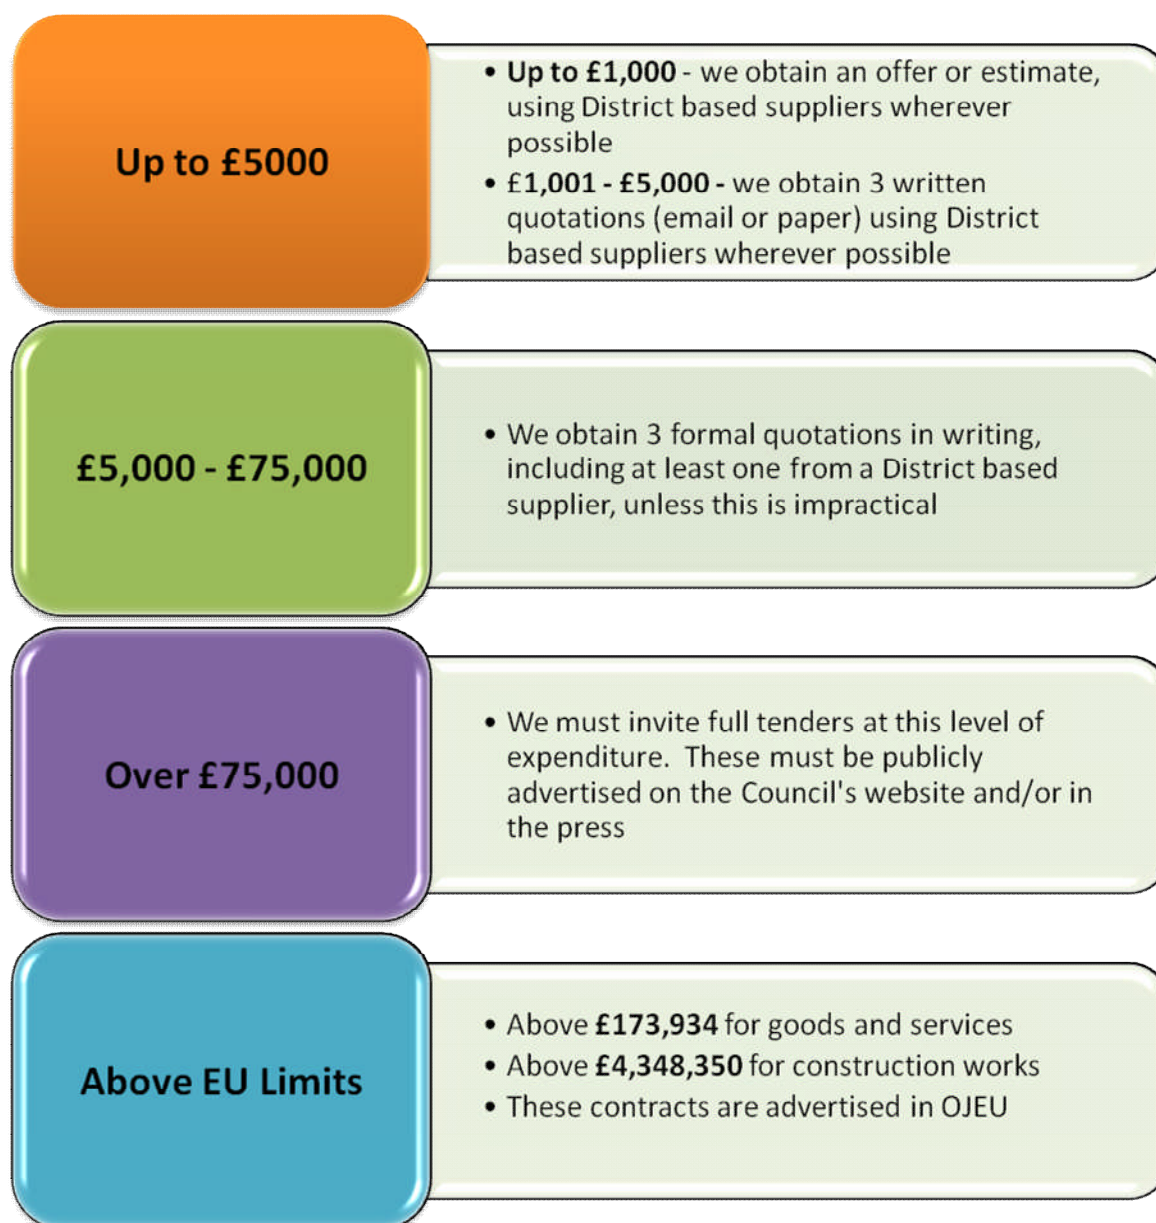 Up to £5000
• Up to £1,000 - we obtain an offer or estimate,
using District based suppliers wherever
possible
• £1,001 - £5,000 - we obtain 3 written
quotations (email or paper) using District
based suppliers wherever possible
£5,000 - £75,000
• We obtain 3 formal quotations in writing,
including at least one from a District based
supplier, unless this is impractical
Over £75,000
• We must invite full tenders at this level of
expenditure.  These must be publicly
advertised on the Council's website and/or in
the press
Above EU Limits
• Above £173,934 for goods and services
• Above £4,348,350 for construction works
• These contracts are advertised in OJEU